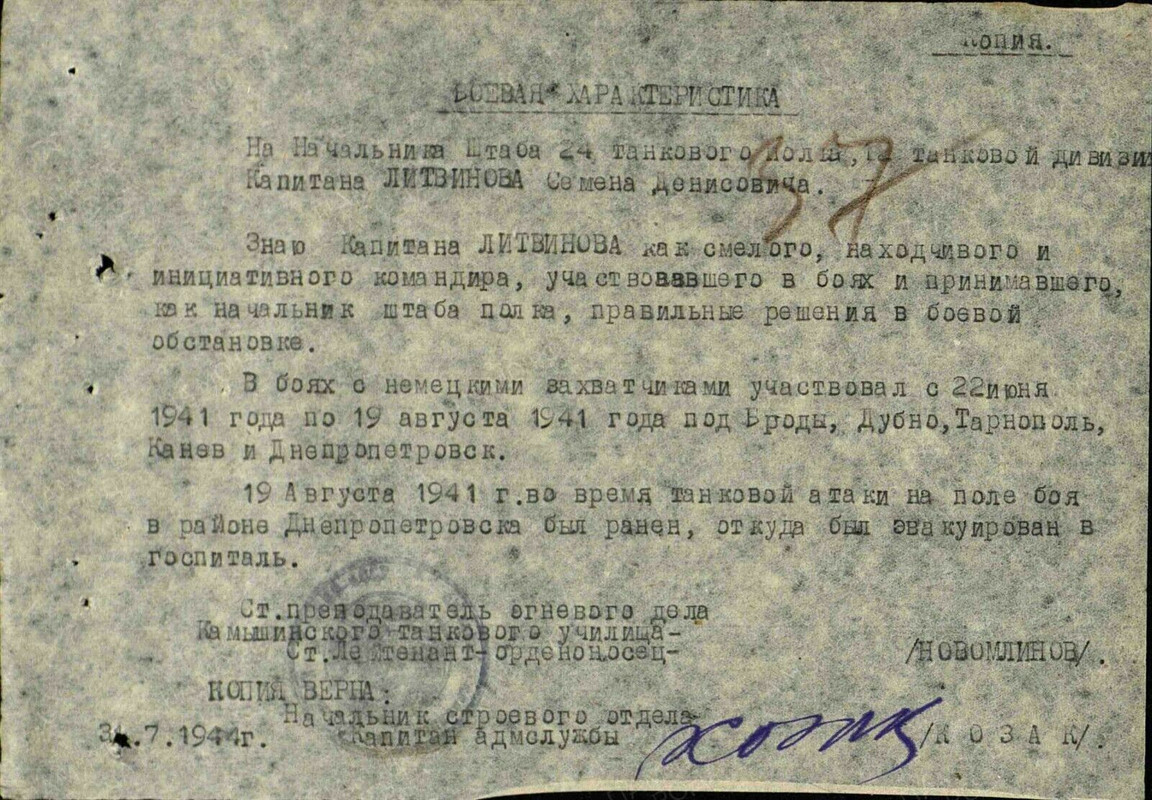 Копия.
БОЕВАЯ ХАРАКТЕРИСТИКА
На Начальника Штаба 24 танкового полка, танковой дивизии
Капитана ЛИТВИНОВА Семена Денисовича.
37
Знаю Капитана ЛИТВИНОВА как смелого, находчивого и
инициативного командира, участвовавшего в боях и принимавшего,
как начальник штаба полка, правильные решения в боевой
обстановке.
В боях с немецкими захватчиками участвовал с 22 июня
1941 года по 19 августа 1941 года под Броды, Дубно, Тарнополь,
Канев и Днепропетровск.
19 Августа 1941 г. во время танковой атаки на поле боя
в районе Днепропетровска был ранен, откуда был эвакуирован в
госпиталь.
Ст. преподаватель огневого дела
Камышинского танкового училища-
Ст. Лейтенант-орденоносец- /НОВОМЛИНОВ/.
КОПИЯ ВЕРНА:
Начальник строевого отдела
7.1944г. Капитан адмслужбы Козак /К О З А К/.